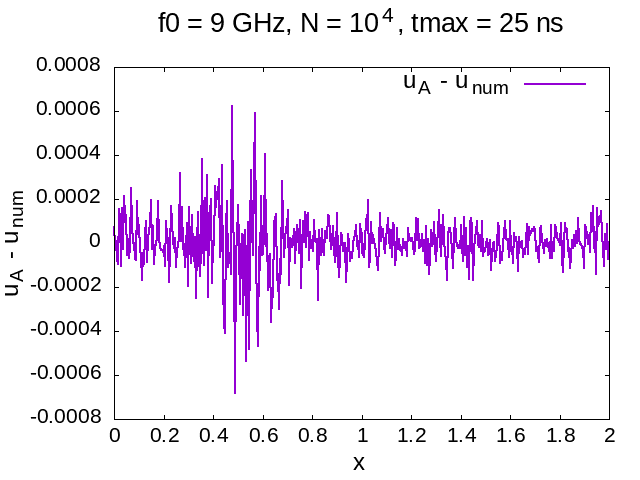 f0 = 9 GHz, N = 10^4, tmax = 25 ns
u_A - u_num
0.0008
0.0006
0.0004
0.0002
0
-0.0002
-0.0004
-0.0006
-0.0008
u_A - u_num
0 0.2 0.4 0.6 0.8 1 1.2 1.4 1.6 1.8 2
x